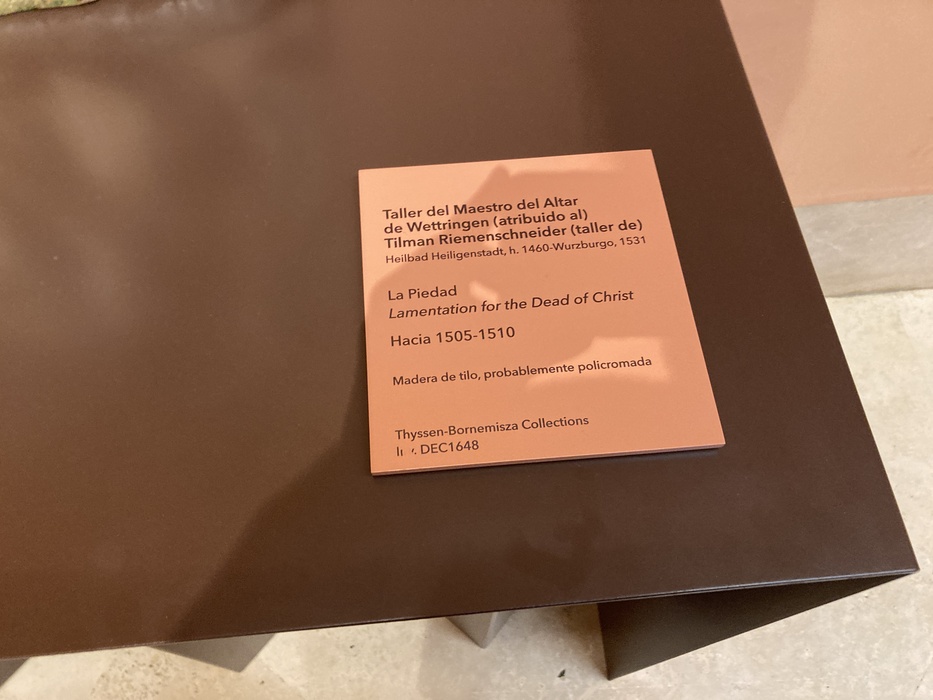 Taller del Maestro del Altar
de Wettringen (atribuido al)
Tilman Riemenschneider (taller de)
Heilbad Heiligenstadt, h. 1460-Wurzburgo, 1531
La Piedad
Lamentation for the Dead of Christ
Hacia 1505-1510
Madera de tilo, probablemente policromada
Thyssen-Bornemisza Collections
DEC1648